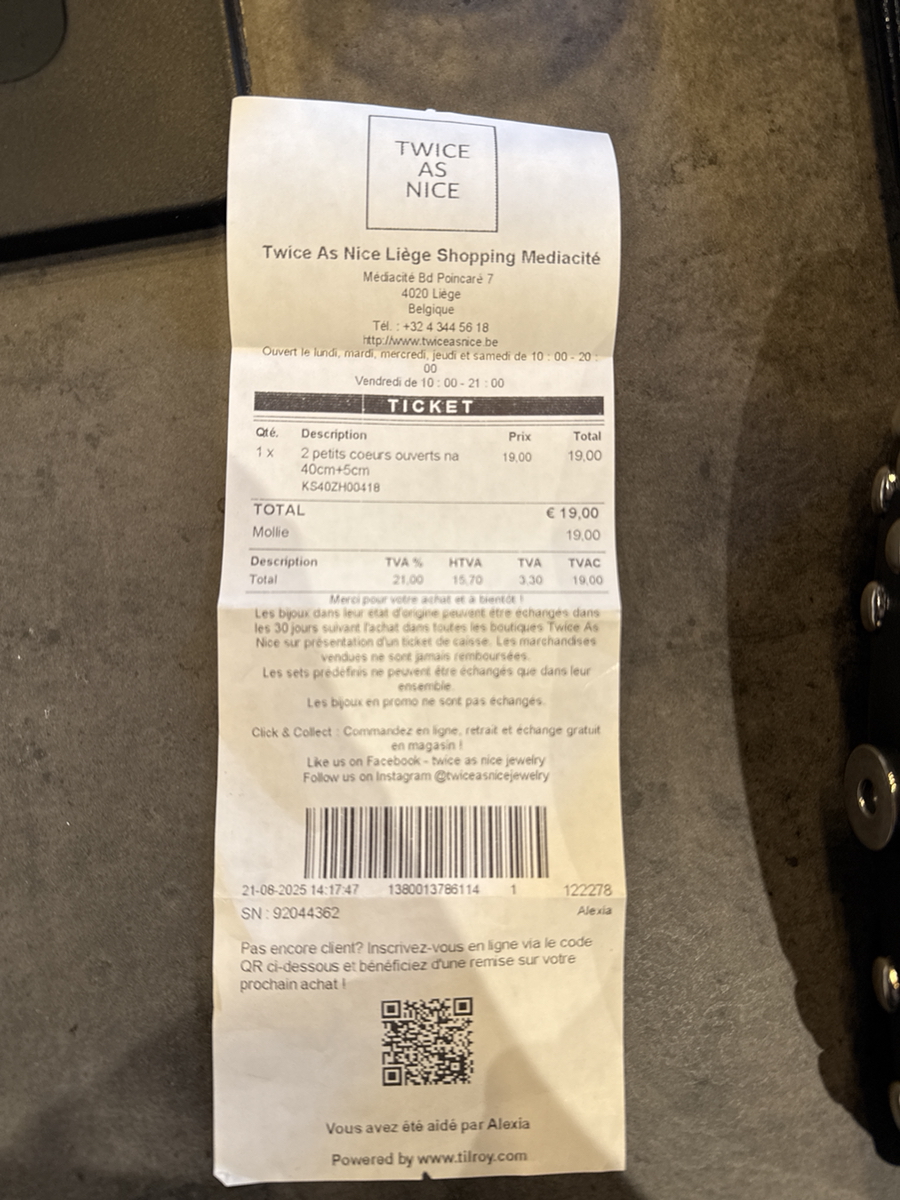 TWICE
AS
NICE
Twice As Nice Liège Shopping Mediacité
Médiacité Bd Poincaré 7
4020 Liège
Belgique
Tél. : +32 4 344 56 18
http://www.twiceasnice.be
Ouvert le lundi, mardi, mercredi, jeudi et samedi de 10 : 00 - 20 :
00
Vendredi de 10 : 00 - 21 : 00
TICKET
Qté. Description Prix Total
1 x 2 petits coeurs ouverts na 19,00 19,00
40cm+5cm
KS40ZH00418
TOTAL € 19,00
Mollie 19,00
Description TVA % HTVA TVA TVAC
Total 21,00 15,70 3,30 19,00
Merci pour votre achat et à bientôt !
Les bijoux dans leur état d'origine peuvent être échangés dans
les 30 jours suivant l'achat dans toutes les boutiques Twice As
Nice sur présentation d'un ticket de caisse. Les marchandises
vendues ne sont jamais remboursées.
Les sets prédéfinis ne peuvent être échangés que dans leur
ensemble.
Les bijoux en promo ne sont pas échangés.
Click & Collect : Commandez en ligne, retrait et échange gratuit
en magasin !
Like us on Facebook - twice as nice jewelry
Follow us on Instagram @twiceasnicejewelry
21-08-2025 14:17:47 1380013786114 1 122278
SN : 92044362 Alexia
Pas encore client? Inscrivez-vous en ligne via le code
QR ci-dessous et bénéficiez d'une remise sur votre
prochain achat !
Vous avez été aidé par Alexia
Powered by www.tilroy.com